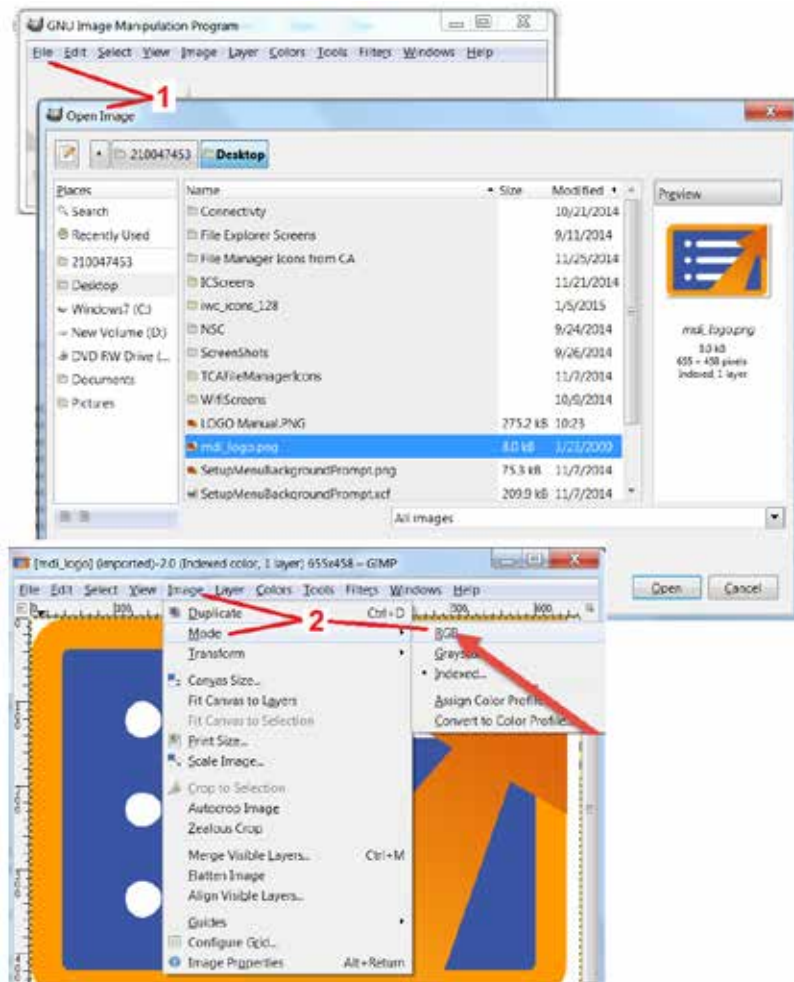 GNU Image Manipulation Program
File Edit Select View Image Layer Colors Tools Filters Windows Help
1
Open Image
210047453 Desktop
Places
Name Size Modified
Preview
Search
Connectivty 10/21/2014
Recently Used
File Explorer Screens 9/11/2014
210047453
File Manager Icons from CA 11/25/2014
Desktop
ICScreens 11/21/2014
Windows7 (C:)
iwc_icons_128 1/5/2015
New Volume (D:)
NSC 9/24/2014
DVD RW Drive (...
ScreenShots 9/26/2014
Documents
TCAFileManagerIcons 11/7/2014
Pictures
WifiScreens 10/9/2014
LOGO Manual.PNG 275.2 kB 10:23
mdi_logo.png 8.0 kB
SetupMenuBackgroundPrompt.png 75.3 kB 11/7/2014
SetupMenuBackgroundPrompt.xcf 209.9 kB 11/7/2014
mdi_logo.png
8.0 kB
655 × 458 pixels
Indexed, 1 layer
All images
Open Cancel
[mdi_logo] (imported)-2.0 (Indexed color, 1 layer) 655x458 – GIMP
File Edit Select View Image Layer Colors Tools Filters Windows Help
2
Duplicate Ctrl+D
Mode
Transform
Canvas Size...
Fit Canvas to Layers
Fit Canvas to Selection
Print Size...
Scale Image...
Crop to Selection
Autocrop Image
Zealous Crop
Merge Visible Layers... Ctrl+M
Flatten Image
Align Visible Layers...
Guides
Configure Grid...
Image Properties Alt+Return
RGB
Indexed...
Assign Color Profile
Convert to Color Profile